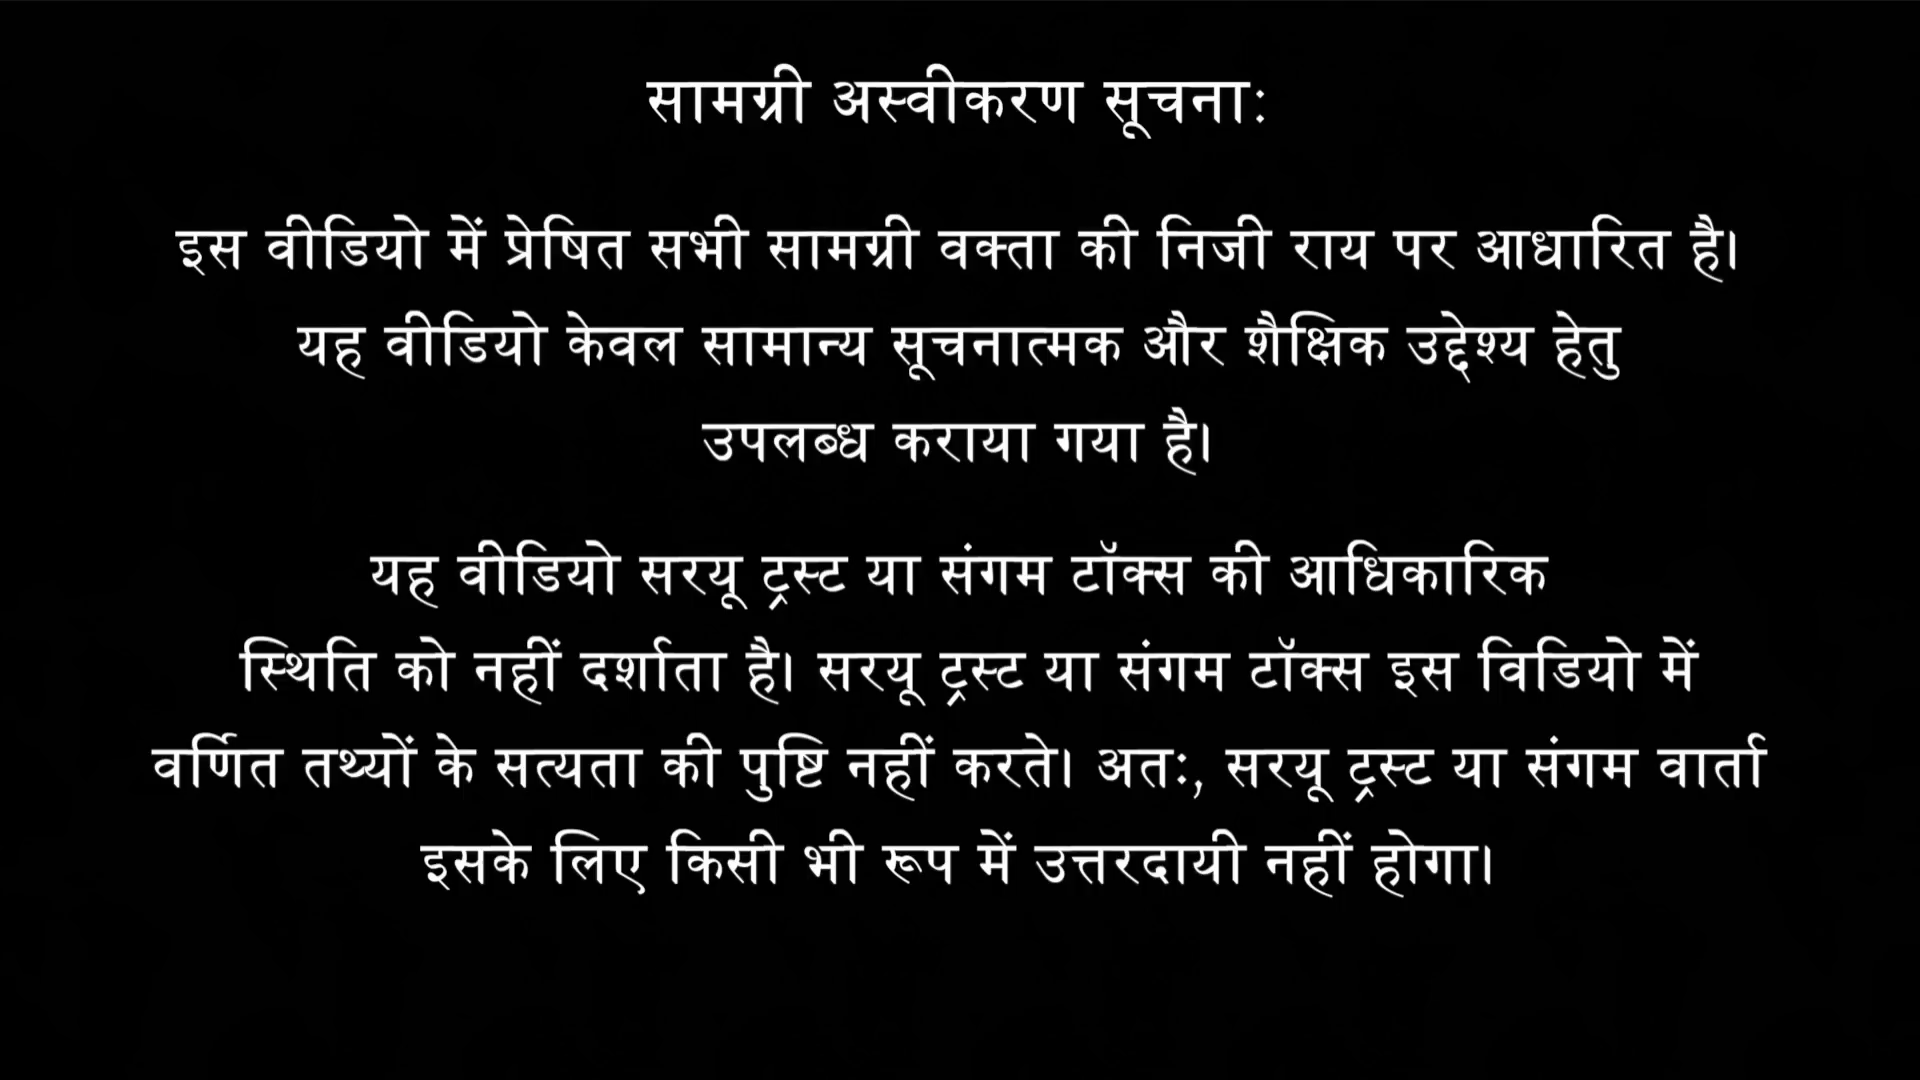 सामग्री अस्वीकरण सूचना:
इस वीडियो में प्रेषित सभी सामग्री वक्ता की निजी राय पर आधारित है।
यह वीडियो केवल सामान्य सूचनात्मक और शैक्षिक उद्देश्य हेतु
उपलब्ध कराया गया है।
यह वीडियो सरयू ट्रस्ट या संगम टॉक्स की आधिकारिक
स्थिति को नहीं दर्शाता है। सरयू ट्रस्ट या संगम टॉक्स इस विडियो में
वर्णित तथ्यों के सत्यता की पुष्टि नहीं करते। अतः, सरयू ट्रस्ट या संगम वार्ता
इसके लिए किसी भी रूप में उत्तरदायी नहीं होगा।